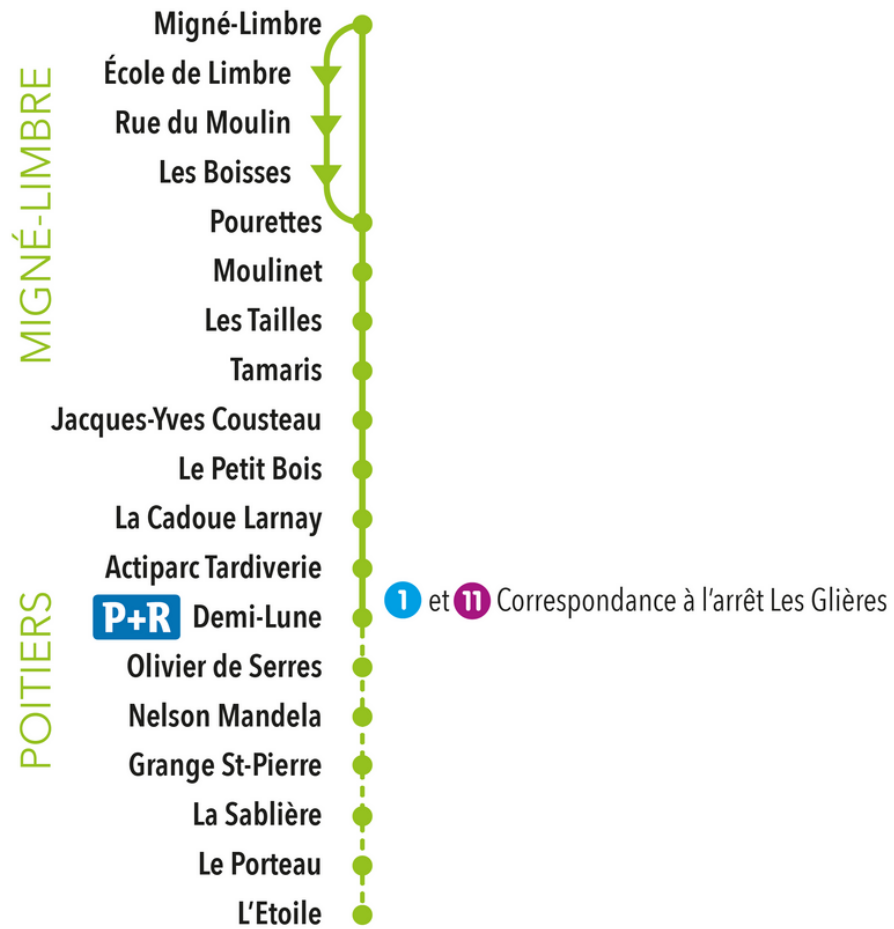 MIGNÉ-LIMBRE
Migné-Limbre
École de Limbre
Rue du Moulin
Les Boisses
Pourettes
Moulinet
Les Tailles
Tamaris
Jacques-Yves Cousteau
Le Petit Bois
La Cadoue Larnay
POITIERS
Actiparc Tardiverie
P+R Demi-Lune 1 et 11 Correspondance à l'arrêt Les Glières
Olivier de Serres
Nelson Mandela
Grange St-Pierre
La Sablière
Le Porteau
L'Etoile